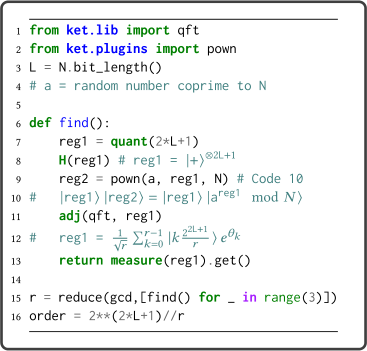 1 from ket.lib import qft
2 from ket.plugins import pown
3 L = N.bit_length()
4 # a = random number coprime to N
5
6 def find():
7 reg1 = quant(2*L+1)
8 H(reg1) # reg1 = |+⟩^{⊗2L+1}
9 reg2 = pown(a, reg1, N) # Code 10
10 # |reg1⟩ |reg2⟩ = |reg1⟩ |a^{reg1} mod N⟩
11 adj(qft, reg1)
12 # reg1 = \frac{1}{\sqrt{r}} \sum_{k=0}^{r-1} |k\frac{2^{2L+1}}{r}⟩ e^{θ_k}
13 return measure(reg1).get()
14
15 r = reduce(gcd,[find() for _ in range(3)])
16 order = 2**(2*L+1)//r